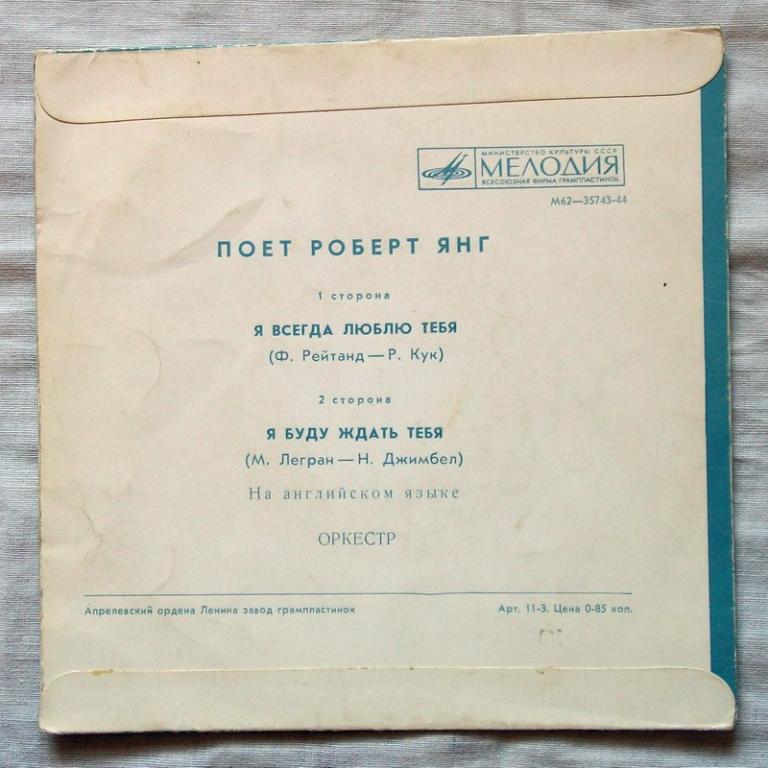 МИНИСТЕРСТВО КУЛЬТУРЫ СССР
МЕЛОДИЯ
ВСЕСОЮЗНАЯ ФИРМА ГРАМПЛАСТИНОК
М62—35743-44
ПОЕТ РОБЕРТ ЯНГ
1 сторона
Я ВСЕГДА ЛЮБЛЮ ТЕБЯ
(Ф. Рейтанд — Р. Кук)
2 сторона
Я БУДУ ЖДАТЬ ТЕБЯ
(М. Легран — Н. Джимбел)
На английском языке
ОРКЕСТР
Апрелевский ордена Ленина завод грампластинок
Арт. 11-3. Цена 0-85 коп.